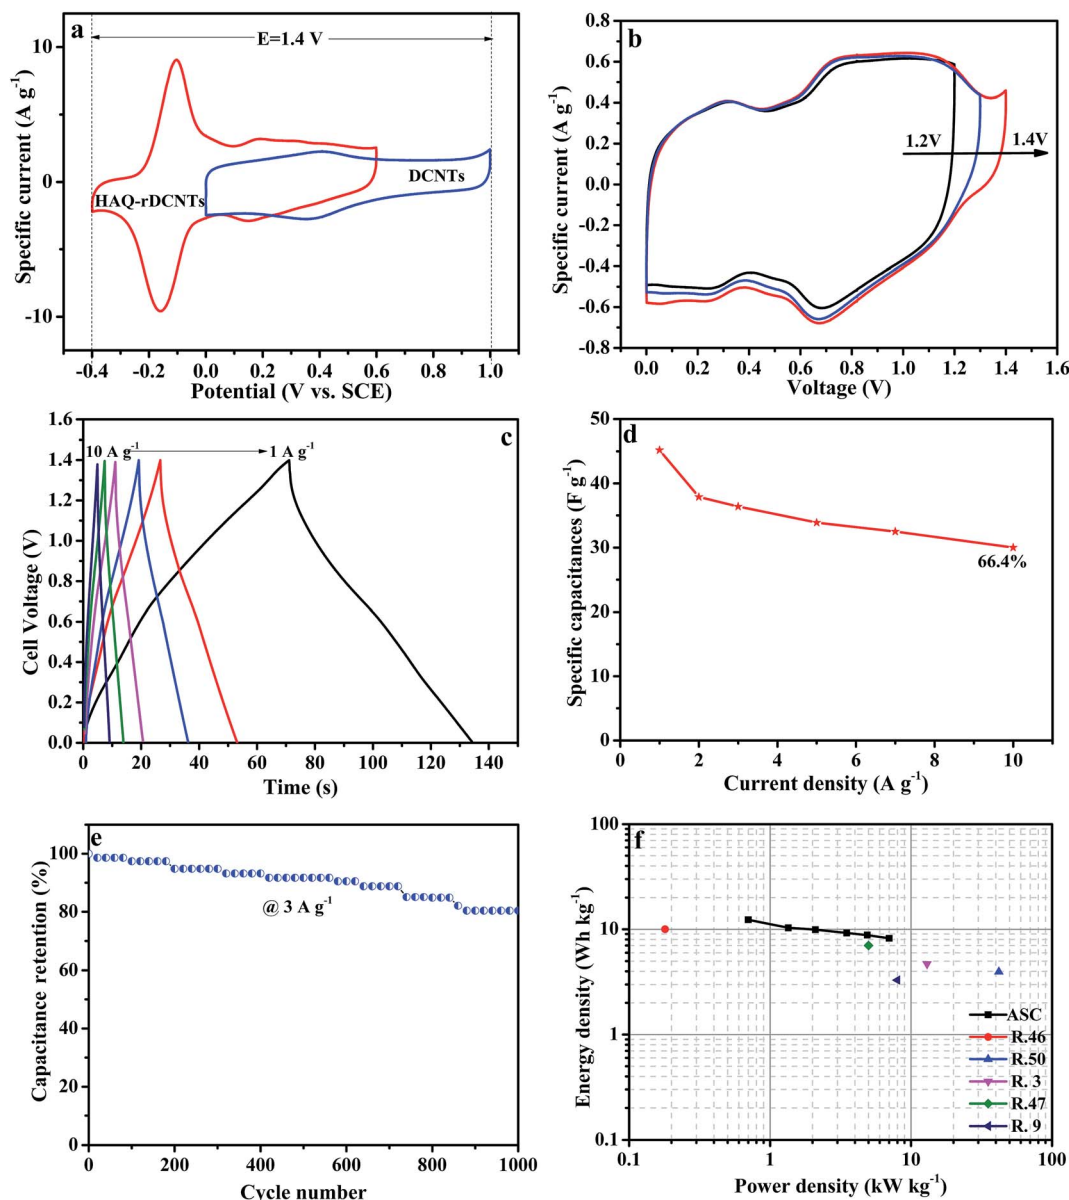 a
E=1.4 V
HAQ-rDCNTs
DCNTs
10
0
-10
-0.4 -0.2 0.0 0.2 0.4 0.6 0.8 1.0
Specific current (A g⁻¹)
Potential (V vs. SCE)
b
1.2V
1.4V
0.8
0.6
0.4
0.2
0.0
-0.2
-0.4
-0.6
-0.8
0.0 0.2 0.4 0.6 0.8 1.0 1.2 1.4 1.6
Specific current (A g⁻¹)
Voltage (V)
c
10 A g⁻¹
1 A g⁻¹
1.6
1.4
1.2
1.0
0.8
0.6
0.4
0.2
0.0
0 20 40 60 80 100 120 140
Cell Voltage (V)
Time (s)
d
66.4%
50
40
30
20
10
0
0 2 4 6 8 10
Specific capacitances (F g⁻¹)
Current density (A g⁻¹)
e
@ 3 A g⁻¹
100
80
60
40
20
0
0 200 400 600 800 1000
Capacitance retention (%)
Cycle number
f
ASC
R.46
R.50
R. 3
R.47
R. 9
100
10
1
0.1
0.1 1 10 100
Energy density (Wh kg⁻¹)
Power density (kW kg⁻¹)